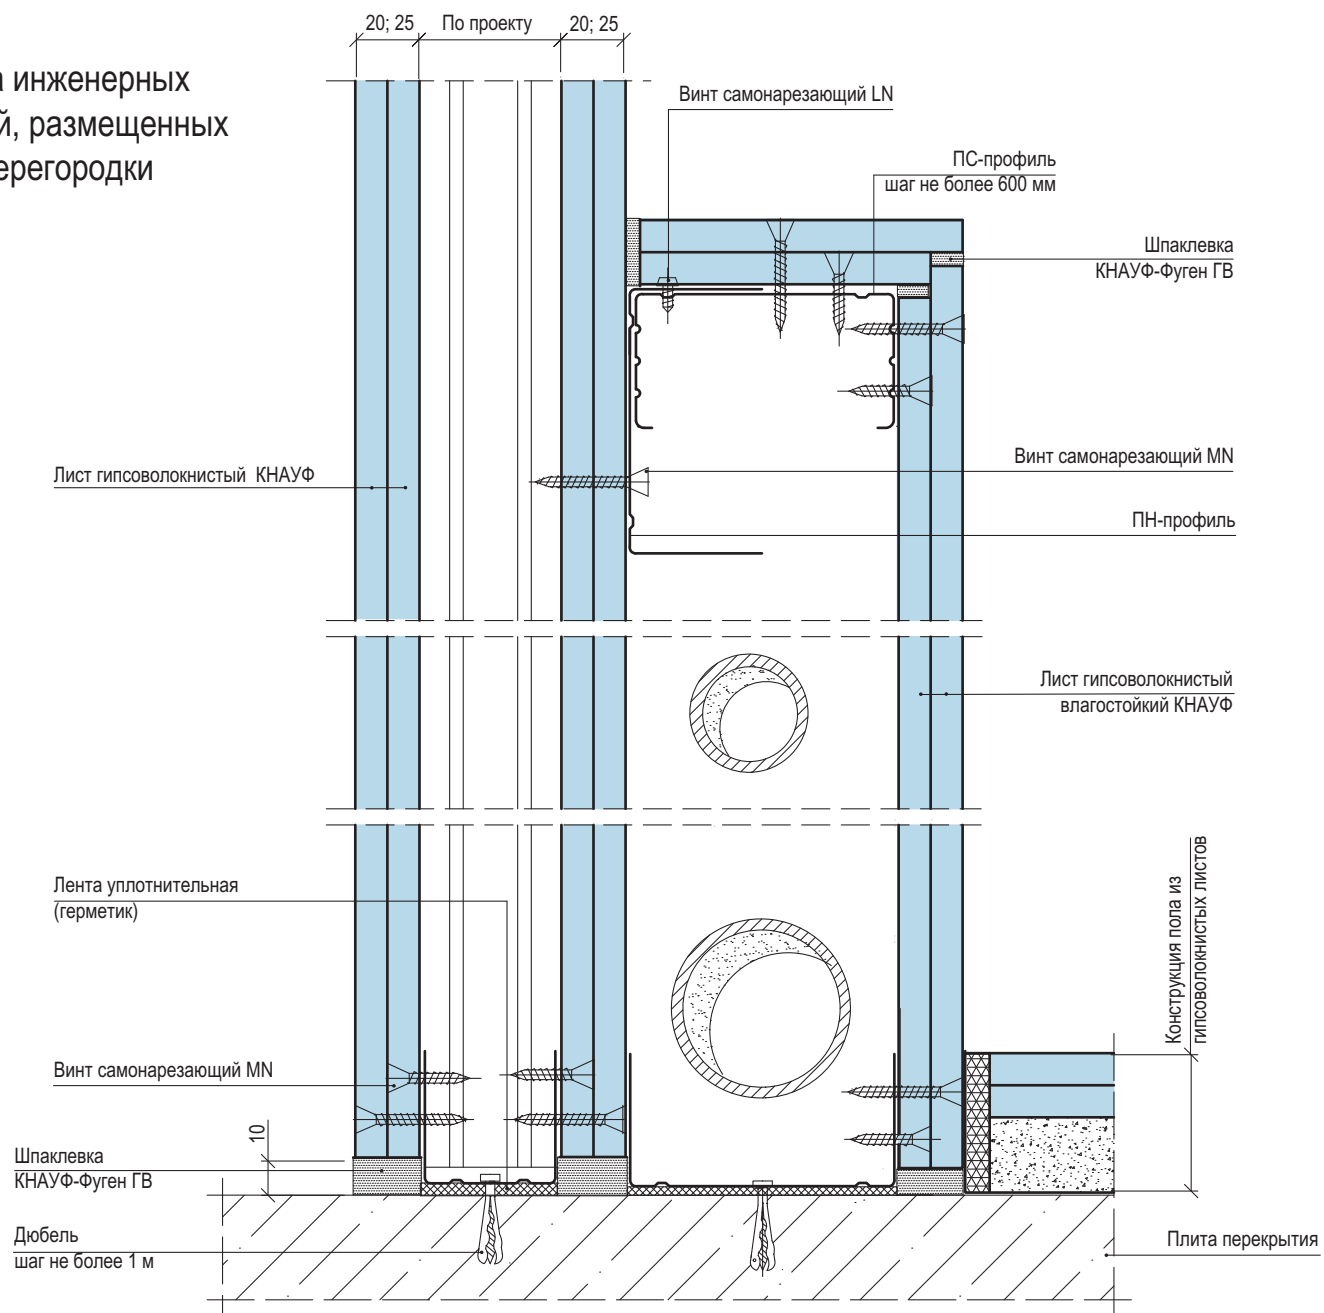 20; 25
По проекту
20; 25
инженерных
размещенных
Винт самонарезающий LN
ПС-профиль
шаг не более 600 мм
Шпаклевка
КНАУФ-Фуген ГВ
Лист гипсоволокнистый КНАУФ
Винт самонарезающий MN
ПН-профиль
Лист гипсоволокнистый
влагостойкий КНАУФ
Лента уплотнительная
(герметик)
Конструкция пола из
гипсоволокнистых листов
Винт самонарезающий MN
10
Шпаклевка
КНАУФ-Фуген ГВ
Дюбель
шаг не более 1 м
Плита перекрытия